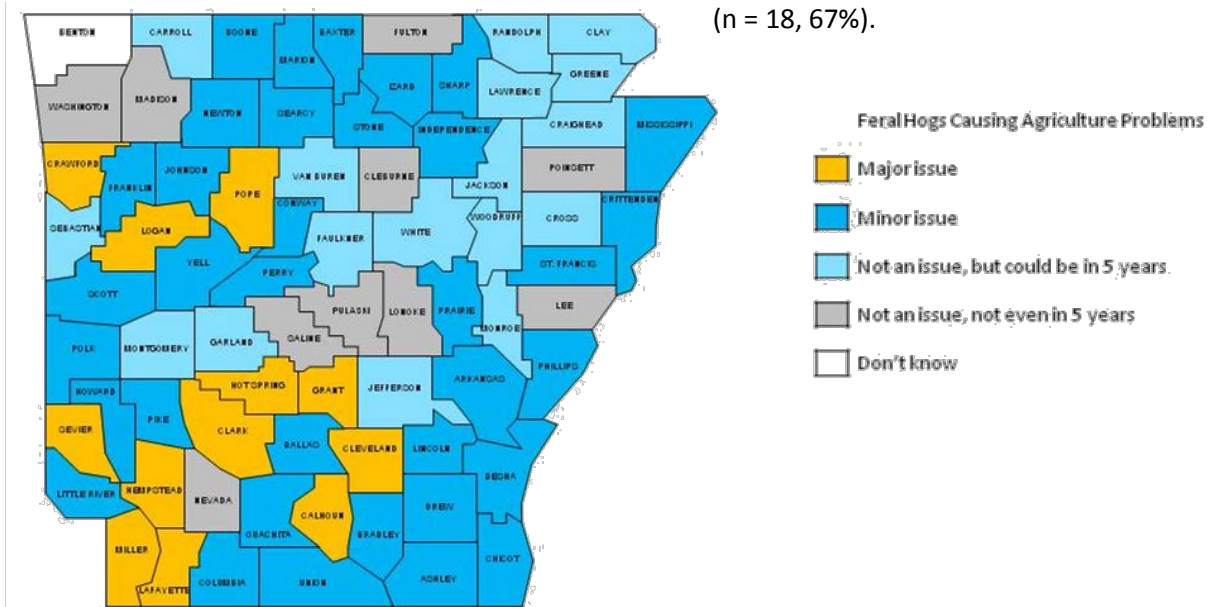 (n = 18, 67%).
BENTON
CARROLL
BOONE
MARION
BAXTER
FULTON
RANDOLPH
CLAY
GREENE
IZARD
SHARP
LAWRENCE
WASHINGTON
MADISON
NEWTON
SEARCY
STONE
INDEPENDENCE
CRAIGHEAD
MISSISSIPPI
CRAWFORD
FRANKLIN
JOHNSON
POPE
VAN BUREN
CLEBURNE
JACKSON
POINSETT
CRITTENDEN
SEBASTIAN
LOGAN
CONWAY
FAULKNER
WHITE
WOODRUFF
CROSS
YELL
PERRY
ST. FRANCIS
SCOTT
PULASKI
LONOKE
PRAIRIE
MONROE
LEE
SALINE
POLK
MONTGOMERY
GARLAND
PHILLIPS
HOT SPRING
GRANT
JEFFERSON
ARKANSAS
HOWARD
PIKE
SEVIER
CLARK
DALLAS
CLEVELAND
LINCOLN
DESHA
LITTLE RIVER
HEMPSTEAD
NEVADA
OUACHITA
CALHOUN
BRADLEY
DREW
MILLER
LAFAYETTE
COLUMBIA
UNION
ASHLEY
CHICOT
Feral Hogs Causing Agriculture Problems
Major issue
Minor issue
Not an issue, but could be in 5 years
Not an issue, not even in 5 years
Don't know